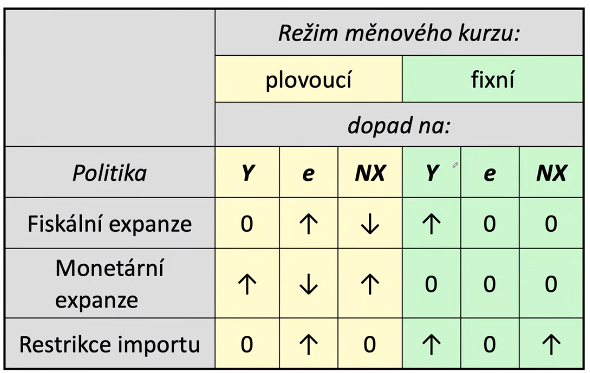 Režim měnového kurzu:
plovoucí fixní
dopad na:
Politika Y e NX Y e NX
Fiskální expanze 0 ↑ ↓ ↑ 0 0
Monetární
expanze ↑ ↓ ↑ 0 0 0
Restrikce importu 0 ↑ 0 ↑ 0 ↑